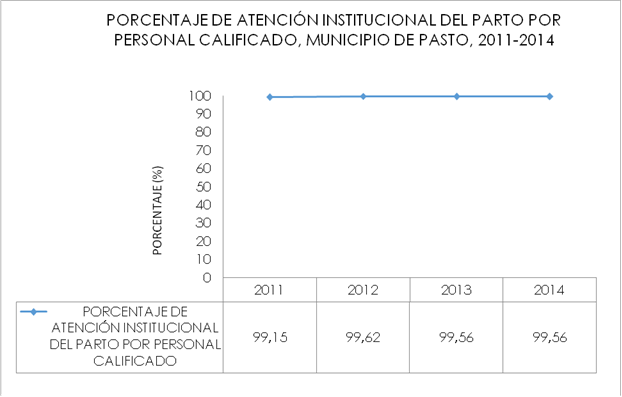 PORCENTAJE DE ATENCIÓN INSTITUCIONAL DEL PARTO POR
PERSONAL CALIFICADO, MUNICIPIO DE PASTO, 2011-2014
PORCENTAJE (%)
100
90
80
70
60
50
40
30
20
10
0
2011 2012 2013 2014
PORCENTAJE DE
ATENCIÓN INSTITUCIONAL
DEL PARTO POR PERSONAL
CALIFICADO
99,15 99,62 99,56 99,56